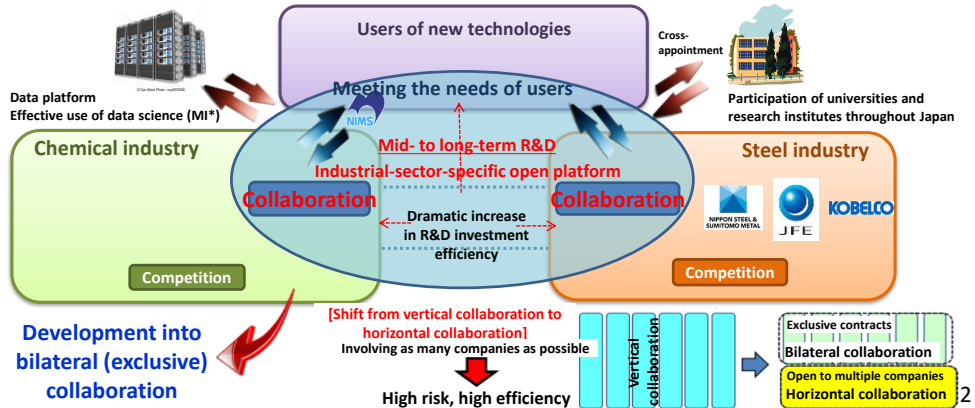 Users of new technologies
Cross-
appointment
Data platform
Effective use of data science (MI*)
Meeting the needs of users
NIMS
Participation of universities and
research institutes throughout Japan
Chemical industry
Mid- to long-term R&D
Industrial-sector-specific open platform
Steel industry
Collaboration
Collaboration
NIPPON STEEL &
SUMITOMO METAL
JFE
KOBELCO
Dramatic increase
in R&D investment
efficiency
Competition
Competition
Development into
bilateral (exclusive)
collaboration
[Shift from vertical collaboration to
horizontal collaboration]
Involving as many companies as possible
High risk, high efficiency
Vertical
collaboration
Exclusive contracts
Bilateral collaboration
Open to multiple companies
Horizontal collaboration
2